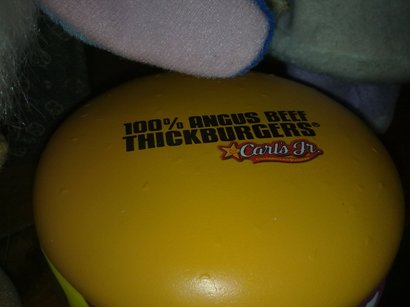 100% ANGUS BEEF
THICKBURGERS®
Carl's Jr.